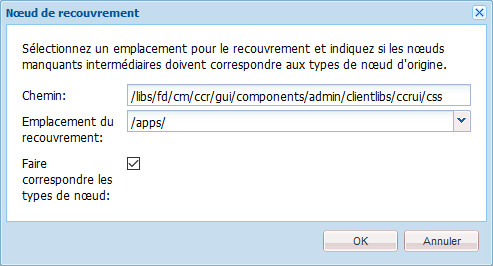 Nœud de recouvrement
Sélectionnez un emplacement pour le recouvrement et indiquez si les nœuds
manquants intermédiaires doivent correspondre aux types de nœud d'origine.
Chemin: /libs/fd/cm/ccr/gui/components/admin/clientlibs/ccrui/css
Emplacement du /apps/
recouvrement:
Faire
correspondre les
types de nœud:
OK Annuler